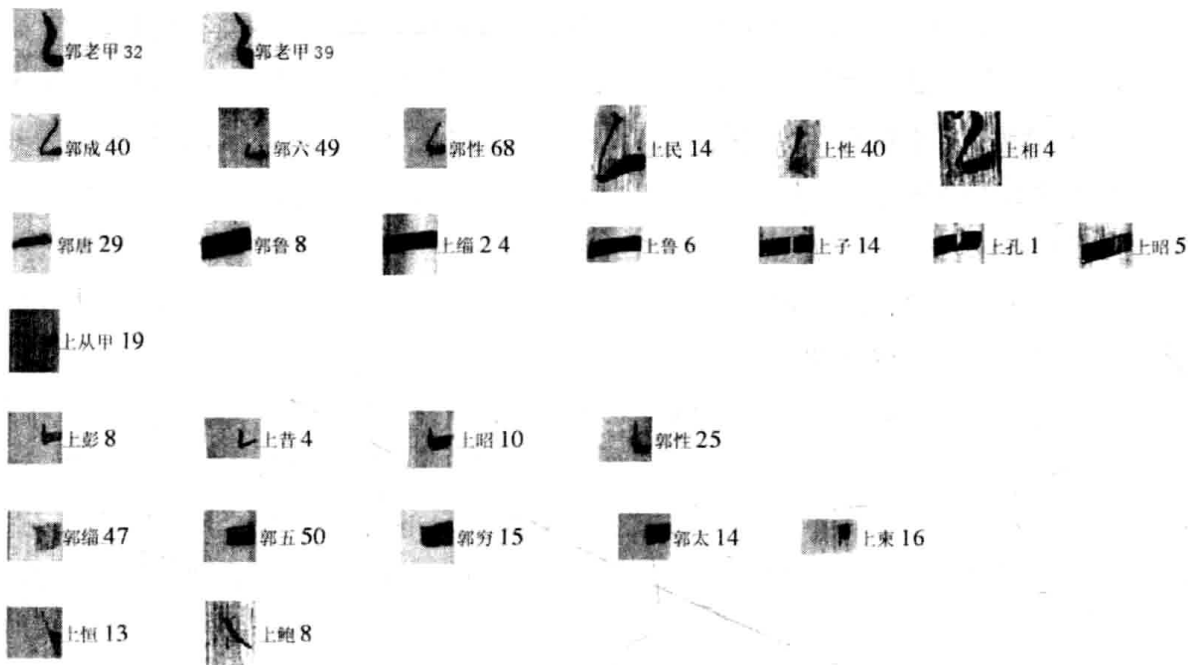 郭老甲 32 郭老甲 39
郭成 40 郭六 49 郭性 68 上民 14 上性 40 上相 4
郭唐 29 郭鲁 8 上缁 2 4 上鲁 6 上子 14 上孔 1 上昭 5
上从甲 19
上彭 8 上昔 4 上昭 10 郭性 25
郭缁 47 郭五 50 郭穷 15 郭太 14 上柬 16
上恒 13 上鲍 8